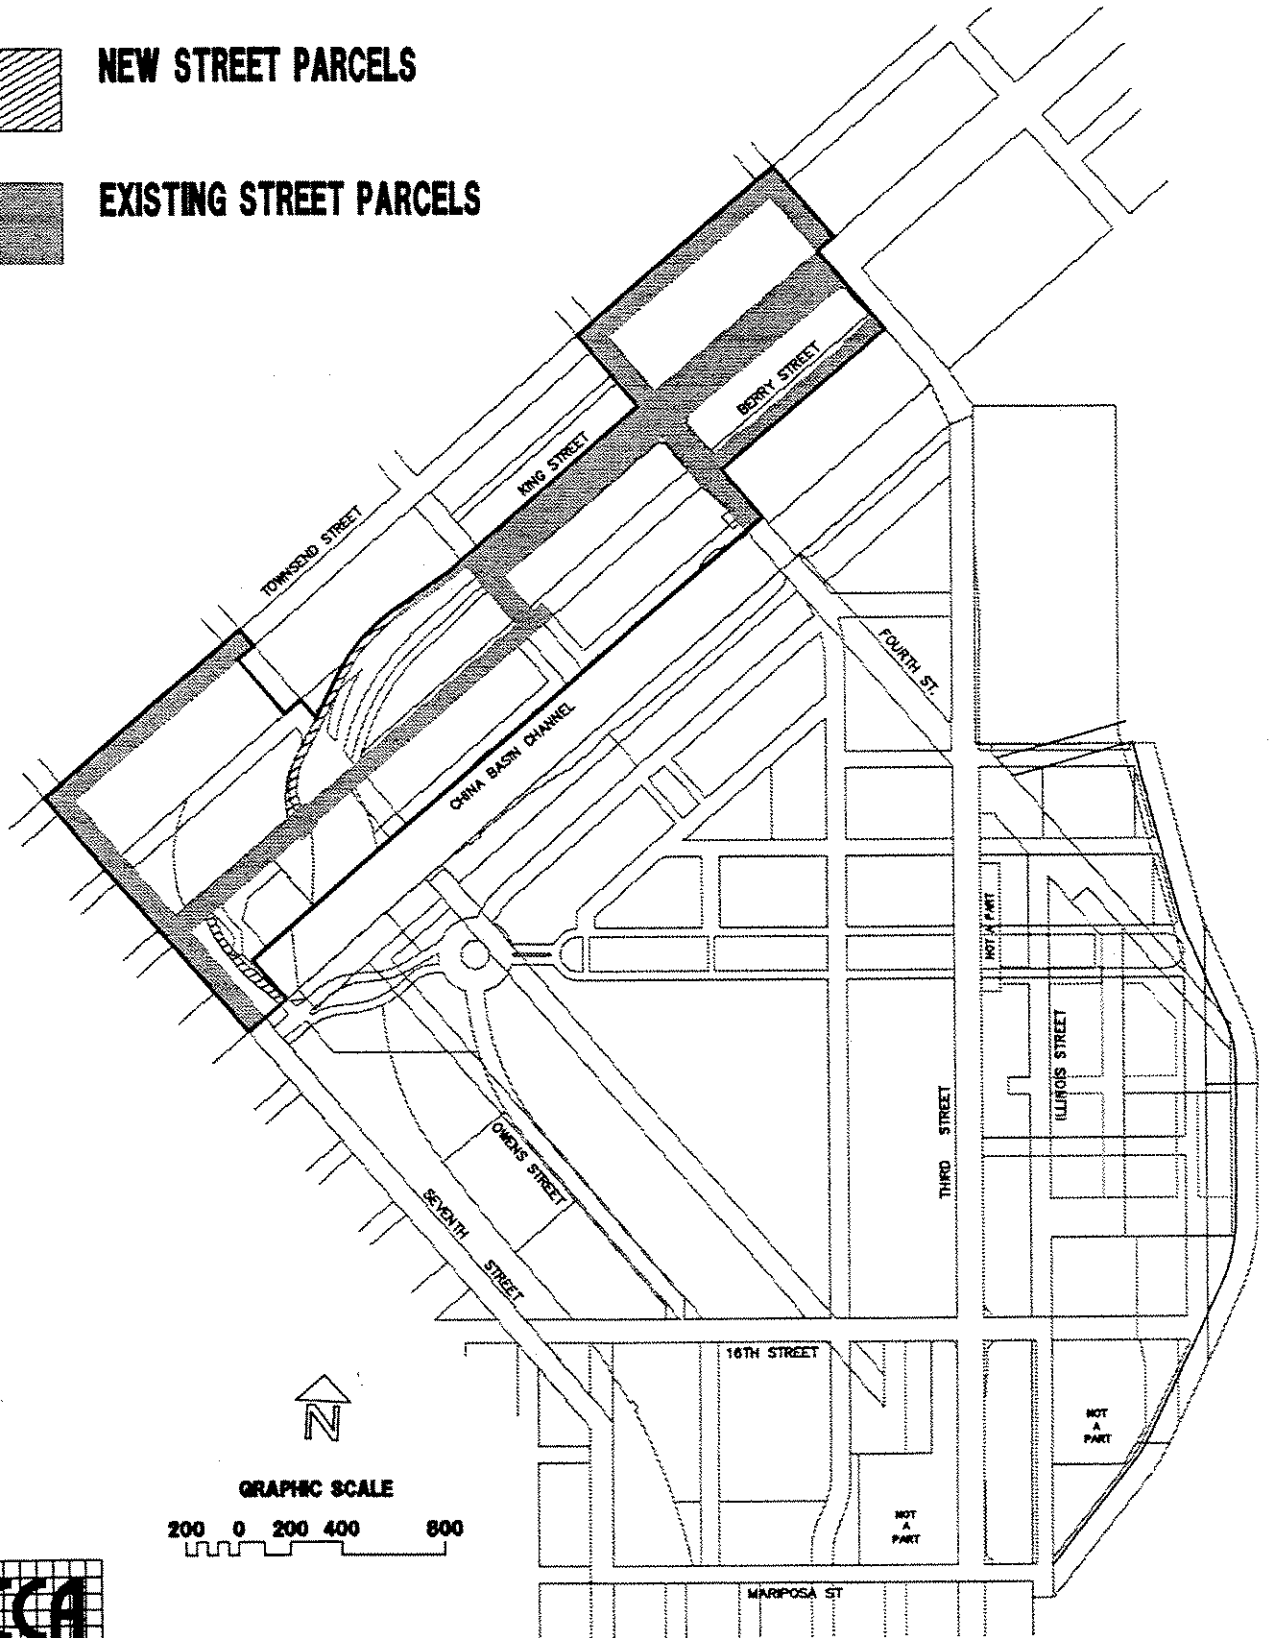 NEW STREET PARCELS
EXISTING STREET PARCELS
BERRY STREET
KING STREET
TOWNSEND STREET
CHINA BASIN CHANNEL
FOURTH ST.
NOT A PART
ILLINOIS STREET
THIRD STREET
OWENS STREET
SEVENTH STREET
16TH STREET
NOT
A
PART
NOT
A
PART
MARIPOSA ST
N
GRAPHIC SCALE
200 0 200 400 800